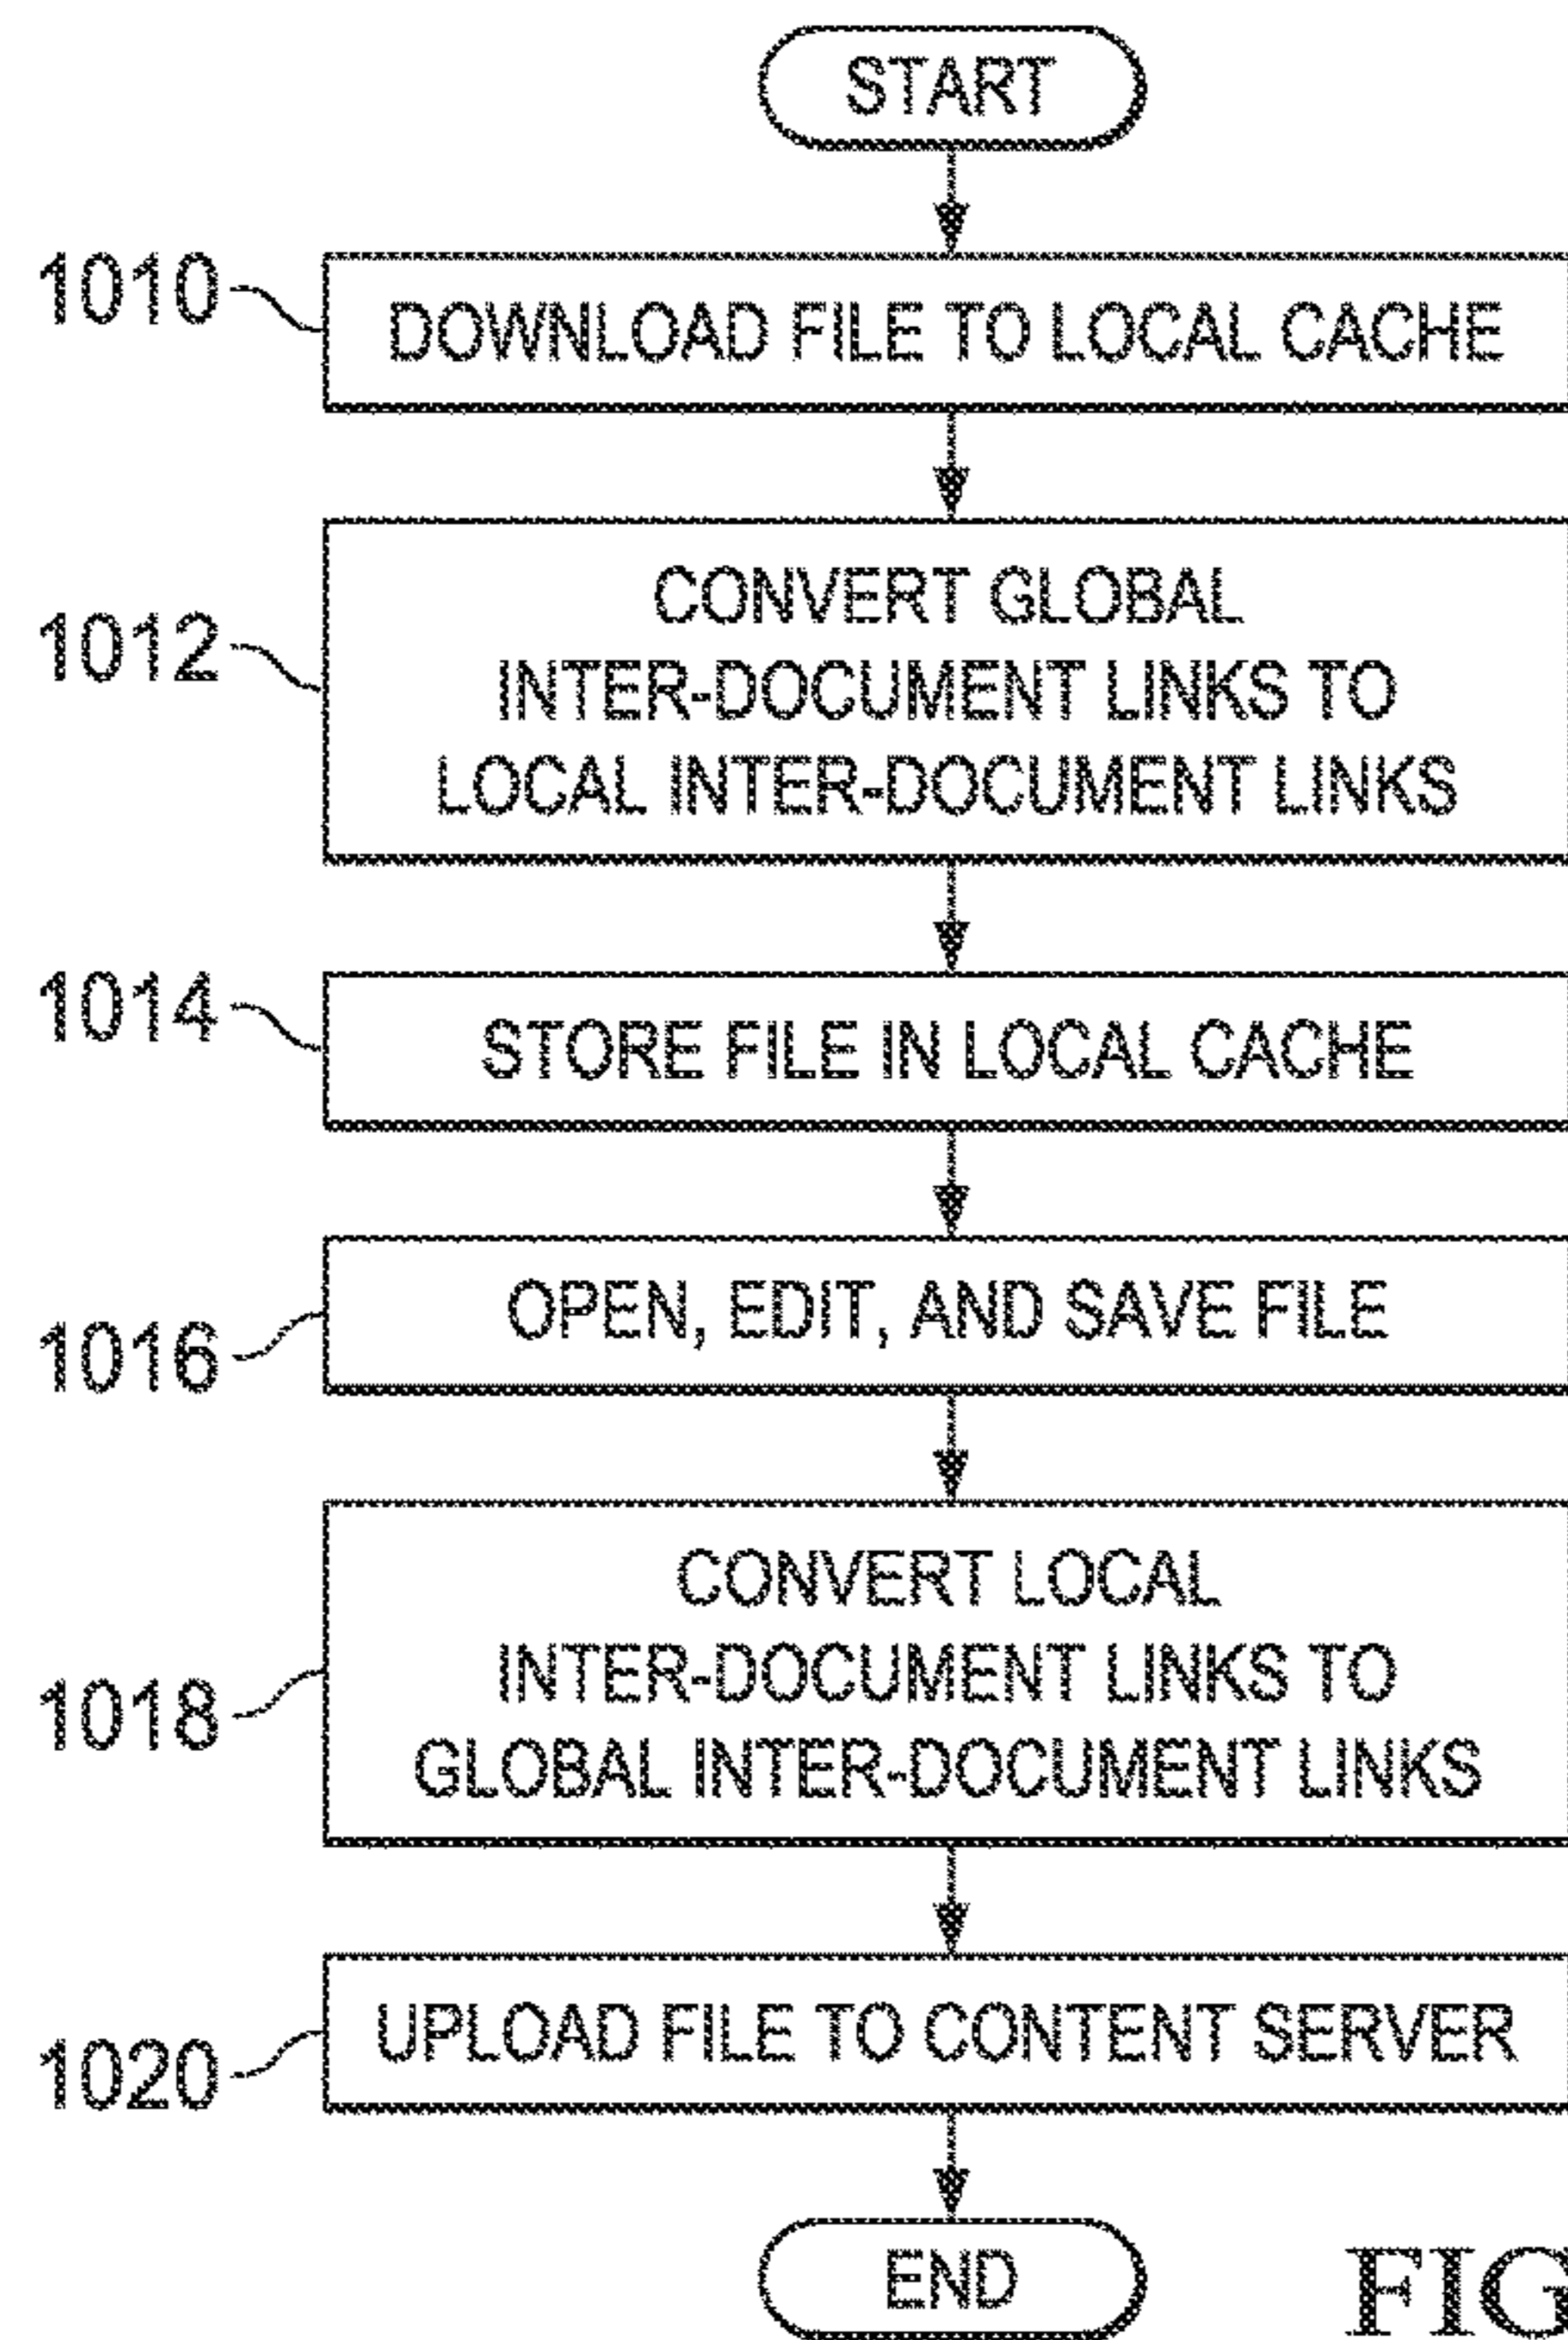 START
1010
DOWNLOAD FILE TO LOCAL CACHE
1012
CONVERT GLOBAL
INTER-DOCUMENT LINKS TO
LOCAL INTER-DOCUMENT LINKS
1014
STORE FILE IN LOCAL CACHE
1016
OPEN, EDIT, AND SAVE FILE
1018
CONVERT LOCAL
INTER-DOCUMENT LINKS TO
GLOBAL INTER-DOCUMENT LINKS
1020
UPLOAD FILE TO CONTENT SERVER
END
FIG